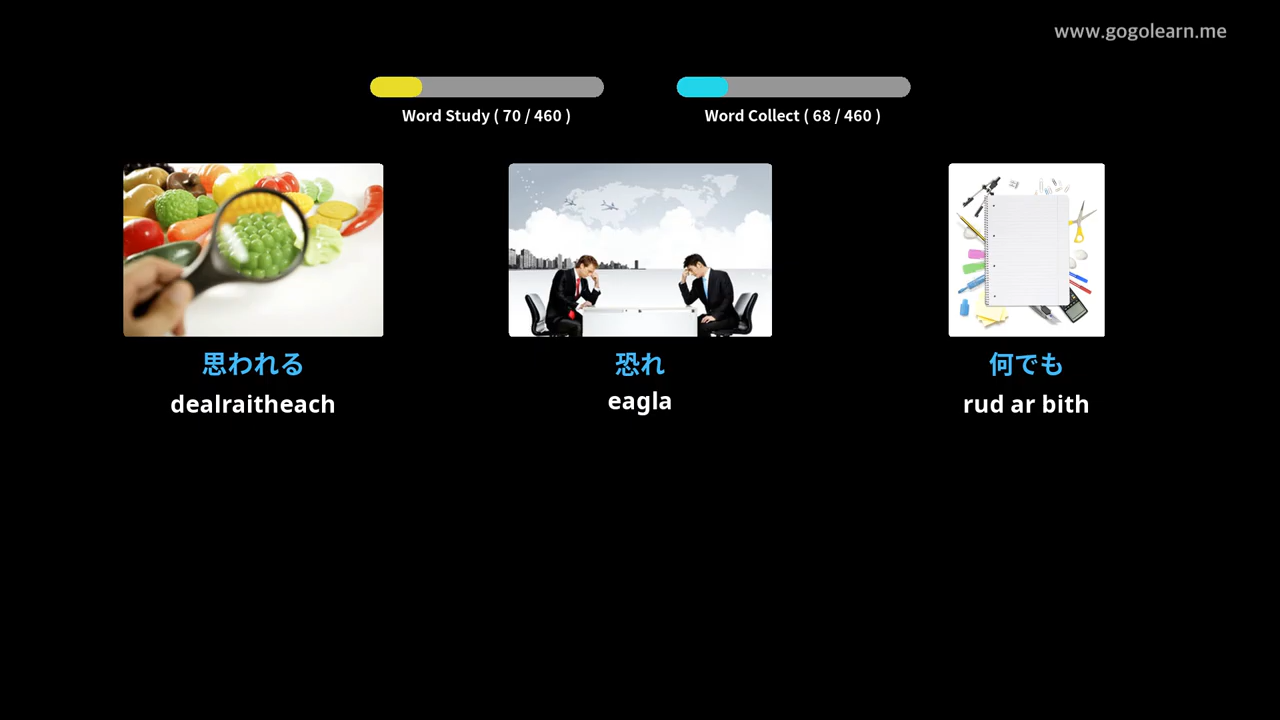 www.gogolearn.me
Word Study ( 70 / 460 )
Word Collect ( 68 / 460 )
思われる
dealraitheach
恐れ
eagla
何でも
rud ar bith